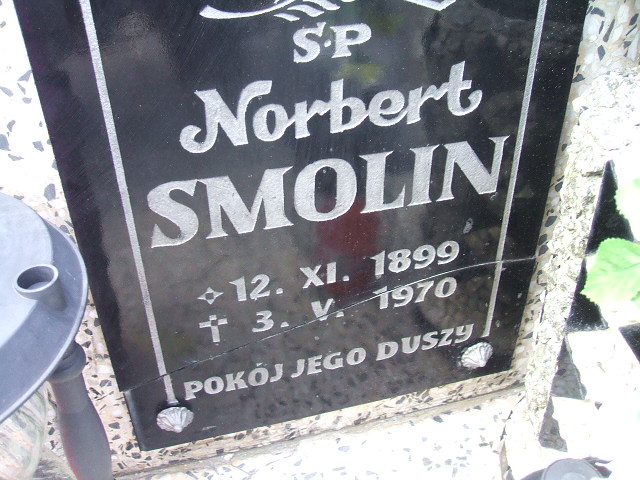 S.P
Norbert
SMOLIN
12. XI. 1899
3. V. 1970
POKÓJ JEGO DUSZY